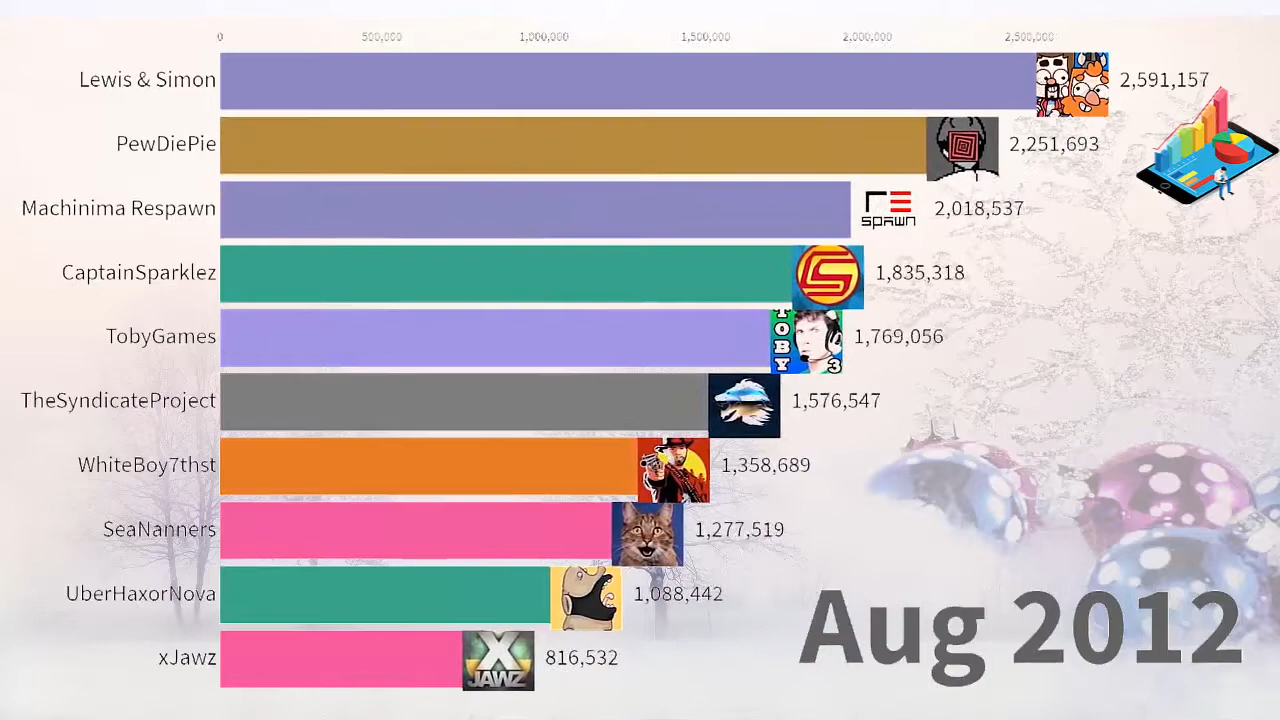 0 500,000 1,000,000 1,500,000 2,000,000 2,500,000
Lewis & Simon 2,591,157
PewDiePie 2,251,693
Machinima Respawn spawn 2,018,537
CaptainSparklez S 1,835,318
TobyGames TOBY 3 1,769,056
TheSyndicateProject 1,576,547
WhiteBoy7thst 1,358,689
SeaNanners 1,277,519
UberHaxorNova 1,088,442
xJawz X JAWZ 816,532
Aug 2012